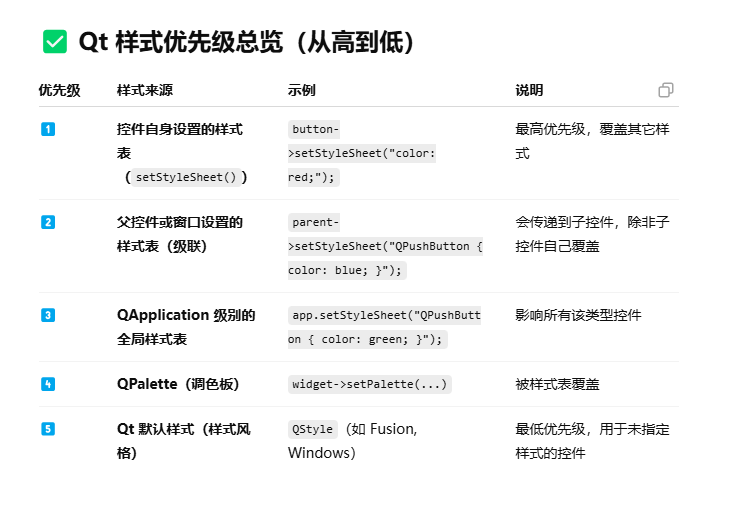 ✅ Qt 样式优先级总览（从高到低）
优先级 样式来源 示例 说明
1 控件自身设置的样式 button- 最高优先级，覆盖其它样
表 >setStyleSheet("color: 式
（setStyleSheet()） red;");
2 父控件或窗口设置的 parent- 会传递到子控件，除非子
样式表（级联） >setStyleSheet("QPushButton { 控件自己覆盖
color: blue; }");
3 QApplication 级别的 app.setStyleSheet("QPushButt 影响所有该类型控件
全局样式表 on { color: green; }");
4 QPalette（调色板） widget->setPalette(...) 被样式表覆盖
5 Qt 默认样式（样式风 QStyle（如 Fusion, 最低优先级，用于未指定
格） Windows） 样式的控件